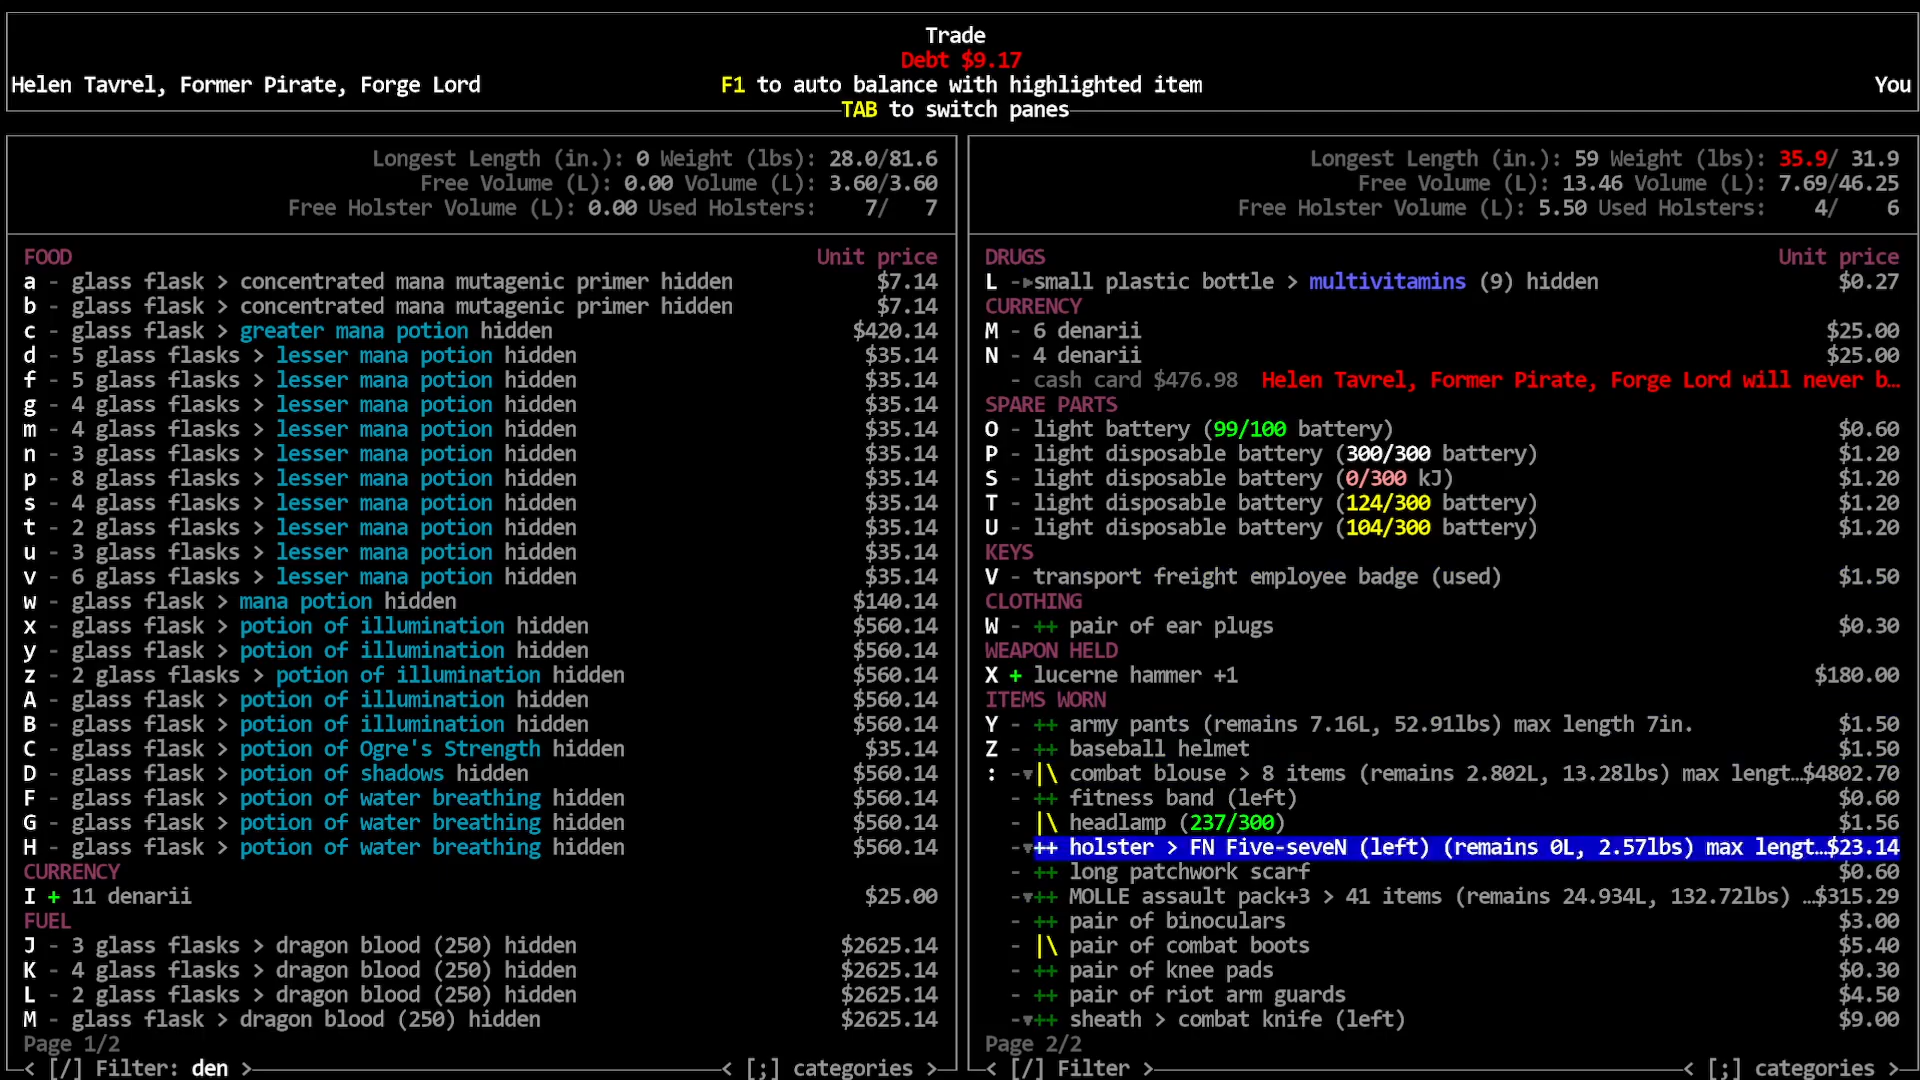 Trade
Debt $9.17
Helen Tavrel, Former Pirate, Forge Lord F1 to auto balance with highlighted item You
TAB to switch panes
Longest Length (in.): 0 Weight (lbs): 28.0/81.6
Free Volume (L): 0.00 Volume (L): 3.60/3.60
Free Holster Volume (L): 0.00 Used Holsters: 7/ 7
FOOD Unit price
a - glass flask > concentrated mana mutagenic primer hidden $7.14
b - glass flask > concentrated mana mutagenic primer hidden $7.14
c - glass flask > greater mana potion hidden $420.14
d - 5 glass flasks > lesser mana potion hidden $35.14
f - 5 glass flasks > lesser mana potion hidden $35.14
g - 4 glass flasks > lesser mana potion hidden $35.14
m - 4 glass flasks > lesser mana potion hidden $35.14
n - 3 glass flasks > lesser mana potion hidden $35.14
p - 8 glass flasks > lesser mana potion hidden $35.14
s - 4 glass flasks > lesser mana potion hidden $35.14
t - 2 glass flasks > lesser mana potion hidden $35.14
u - 3 glass flasks > lesser mana potion hidden $35.14
v - 6 glass flasks > lesser mana potion hidden $35.14
w - glass flask > mana potion hidden $140.14
x - glass flask > potion of illumination hidden $560.14
y - glass flask > potion of illumination hidden $560.14
z - 2 glass flasks > potion of illumination hidden $560.14
A - glass flask > potion of illumination hidden $560.14
B - glass flask > potion of illumination hidden $560.14
C - glass flask > potion of Ogre's Strength hidden $35.14
D - glass flask > potion of shadows hidden $560.14
F - glass flask > potion of water breathing hidden $560.14
G - glass flask > potion of water breathing hidden $560.14
H - glass flask > potion of water breathing hidden $560.14
CURRENCY
I + 11 denarii $25.00
FUEL
J - 3 glass flasks > dragon blood (250) hidden $2625.14
K - 4 glass flasks > dragon blood (250) hidden $2625.14
L - 2 glass flasks > dragon blood (250) hidden $2625.14
M - glass flask > dragon blood (250) hidden $2625.14
Page 1/2
< [/] Filter: den > < [;] categories >
Longest Length (in.): 59 Weight (lbs): 35.9/ 31.9
Free Volume (L): 13.46 Volume (L): 7.69/46.25
Free Holster Volume (L): 5.50 Used Holsters: 4/ 6
DRUGS Unit price
L -▸small plastic bottle > multivitamins (9) hidden $0.27
CURRENCY
M - 6 denarii $25.00
N - 4 denarii $25.00
- cash card $476.98 Helen Tavrel, Former Pirate, Forge Lord will never b…
SPARE PARTS
O - light battery (99/100 battery) $0.60
P - light disposable battery (300/300 battery) $1.20
S - light disposable battery (0/300 kJ) $1.20
T - light disposable battery (124/300 battery) $1.20
U - light disposable battery (104/300 battery) $1.20
KEYS
V - transport freight employee badge (used) $1.50
CLOTHING
W - ++ pair of ear plugs $0.30
WEAPON HELD
X + lucerne hammer +1 $180.00
ITEMS WORN
Y - ++ army pants (remains 7.16L, 52.91lbs) max length 7in. $1.50
Z - ++ baseball helmet $1.50
: -▾|\ combat blouse > 8 items (remains 2.802L, 13.28lbs) max lengt…$4802.70
- ++ fitness band (left) $0.60
- |\ headlamp (237/300) $1.56
-▾++ holster > FN Five-seveN (left) (remains 0L, 2.57lbs) max lengt…$23.14
- ++ long patchwork scarf $0.60
-▾++ MOLLE assault pack+3 > 41 items (remains 24.934L, 132.72lbs) …$315.29
- ++ pair of binoculars $3.00
- |\ pair of combat boots $5.40
- ++ pair of knee pads $0.30
- ++ pair of riot arm guards $4.50
-▾++ sheath > combat knife (left) $9.00
Page 2/2
< [/] Filter > < [;] categories >